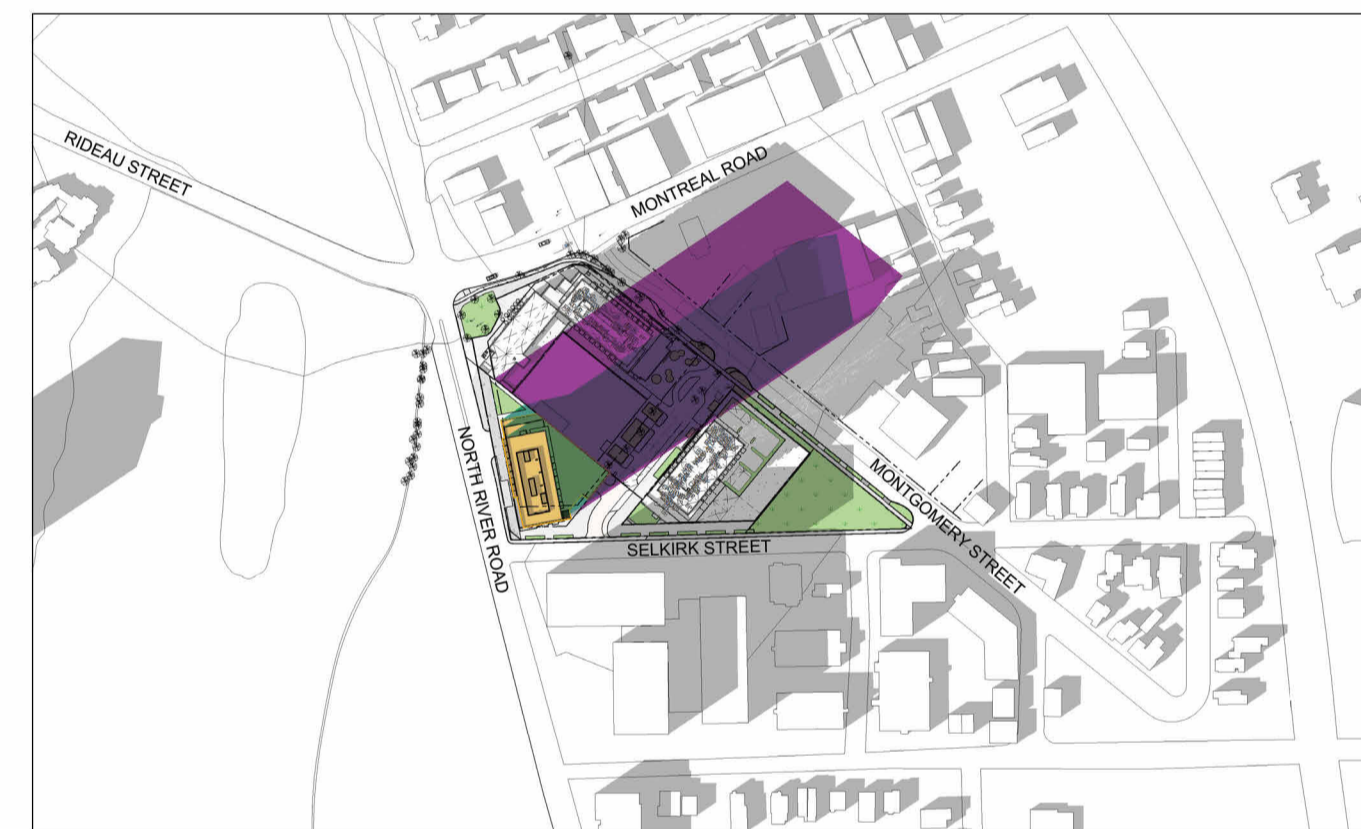 RIDEAU STREET
MONTREAL ROAD
NORTH RIVER ROAD
MONTGOMERY STREET
SELKIRK STREET